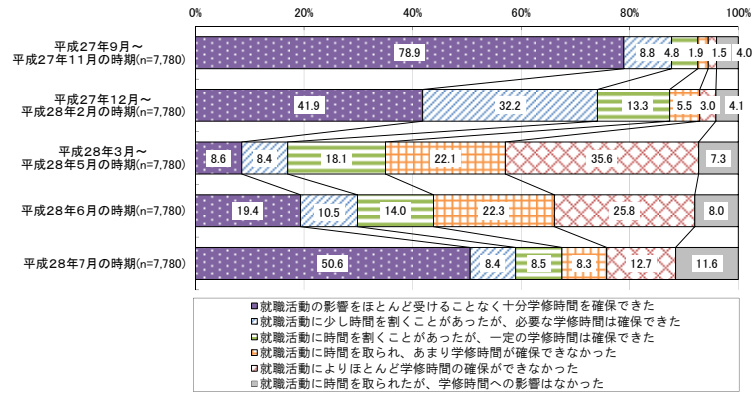 0% 20% 40% 60% 80% 100%
平成27年9月～
平成27年11月の時期(n=7,780)
78.9 8.8 4.8 1.9 1.5 4.0
平成27年12月～
平成28年2月の時期(n=7,780)
41.9 32.2 13.3 5.5 3.0 4.1
平成28年3月～
平成28年5月の時期(n=7,780)
8.6 8.4 18.1 22.1 35.6 7.3
平成28年6月の時期(n=7,780)
19.4 10.5 14.0 22.3 25.8 8.0
平成28年7月の時期(n=7,780)
50.6 8.4 8.5 8.3 12.7 11.6
就職活動の影響をほとんど受けることなく十分学修時間を確保できた
就職活動に少し時間を割くことがあったが、必要な学修時間は確保できた
就職活動に時間を割くことがあったが、一定の学修時間は確保できた
就職活動に時間を取られ、あまり学修時間が確保できなかった
就職活動によりほとんど学修時間の確保ができなかった
就職活動に時間を取られたが、学修時間への影響はなかった